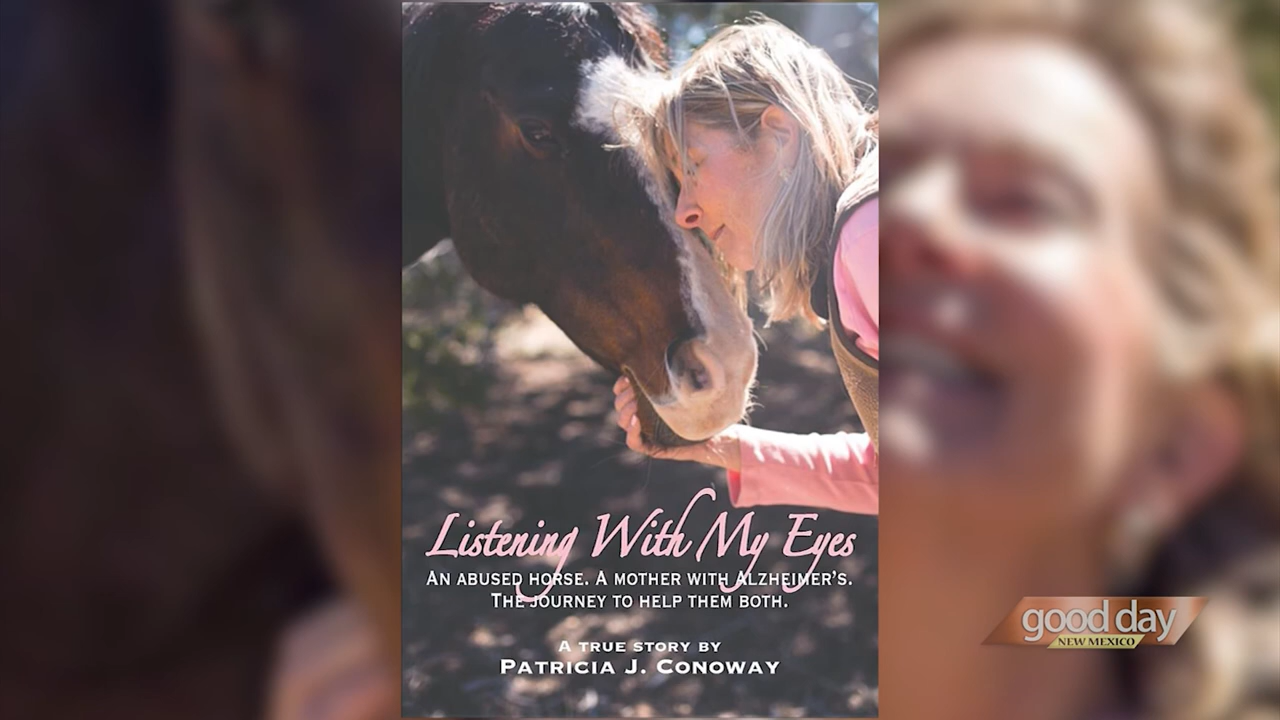 Listening With My Eyes
An abused horse. A mother with Alzheimer's.
The journey to help them both.
A true story by
Patricia J. Conoway
good day
NEW MEXICO